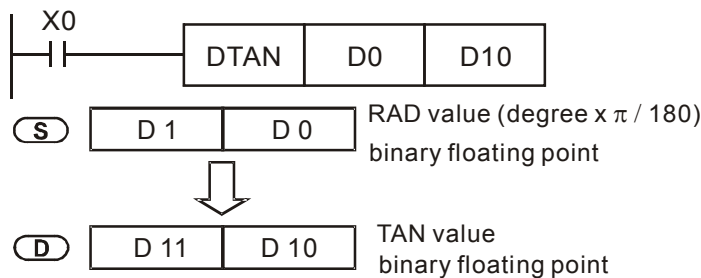 X0
DTAN D0 D10
S D 1 D 0 RAD value (degree x π / 180)
binary floating point
D D 11 D 10 TAN value
binary floating point